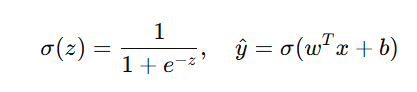 σ(z) = 1 / (1 + e^{-z}),   ŷ = σ(w^T x + b)